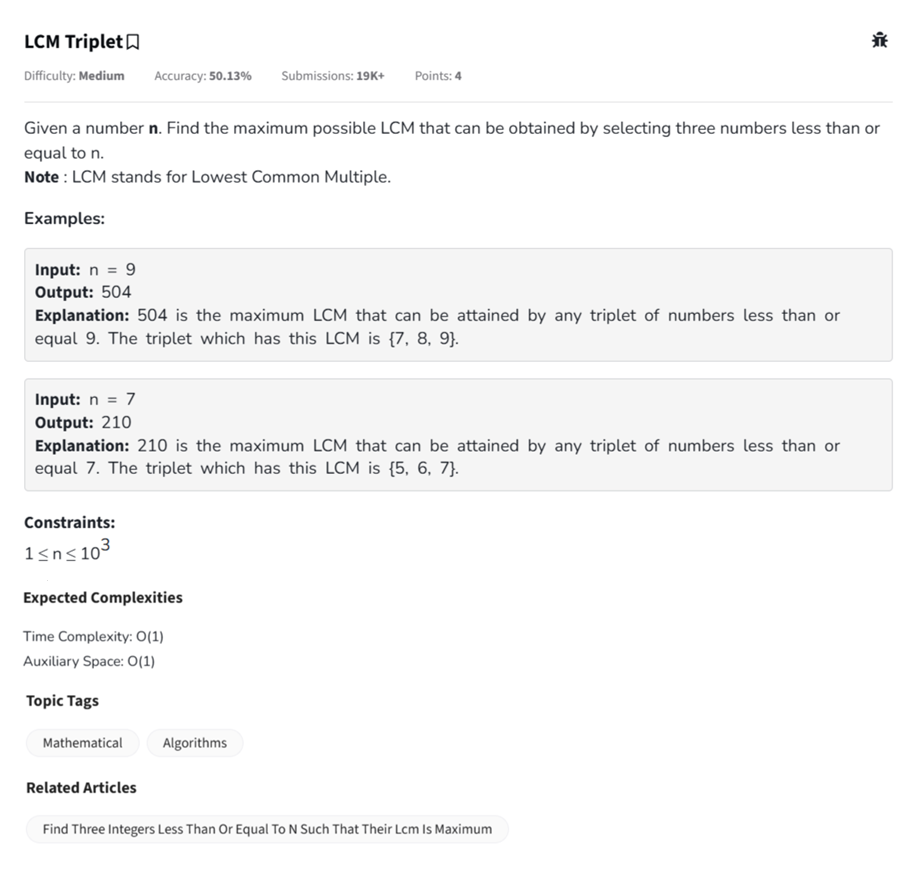 LCM Triplet
Difficulty: Medium Accuracy: 50.13% Submissions: 19K+ Points: 4
Given a number n. Find the maximum possible LCM that can be obtained by selecting three numbers less than or
equal to n.
Note : LCM stands for Lowest Common Multiple.
Examples:
Input: n = 9
Output: 504
Explanation: 504 is the maximum LCM that can be attained by any triplet of numbers less than or
equal 9. The triplet which has this LCM is {7, 8, 9}.
Input: n = 7
Output: 210
Explanation: 210 is the maximum LCM that can be attained by any triplet of numbers less than or
equal 7. The triplet which has this LCM is {5, 6, 7}.
Constraints:
1 ≤ n ≤ 10³
Expected Complexities
Time Complexity: O(1)
Auxiliary Space: O(1)
Topic Tags
Mathematical Algorithms
Related Articles
Find Three Integers Less Than Or Equal To N Such That Their Lcm Is Maximum